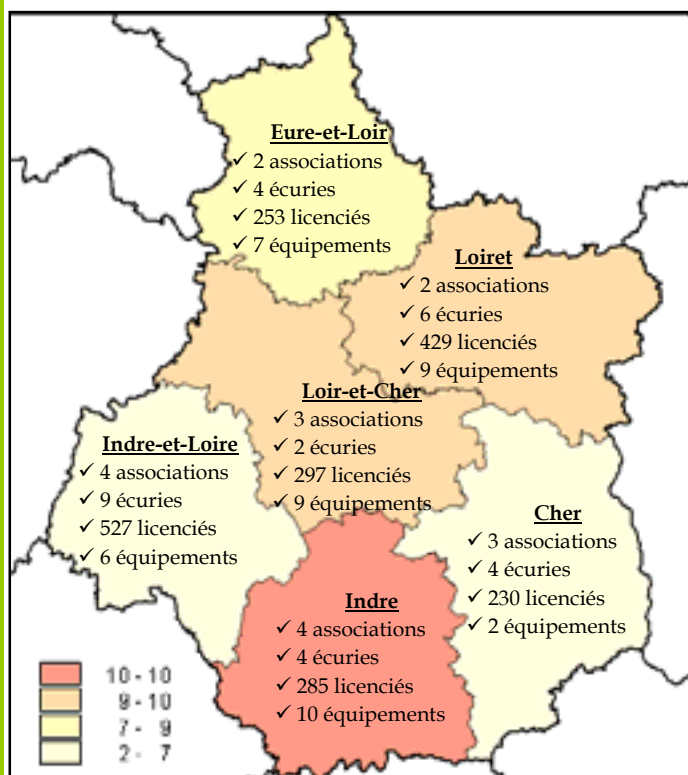 Eure-et-Loir
✓ 2 associations
✓ 4 écuries
✓ 253 licenciés
✓ 7 équipements
Loiret
✓ 2 associations
✓ 6 écuries
✓ 429 licenciés
✓ 9 équipements
Loir-et-Cher
✓ 3 associations
✓ 2 écuries
✓ 297 licenciés
✓ 9 équipements
Indre-et-Loire
✓ 4 associations
✓ 9 écuries
✓ 527 licenciés
✓ 6 équipements
Cher
✓ 3 associations
✓ 4 écuries
✓ 230 licenciés
✓ 2 équipements
Indre
✓ 4 associations
✓ 4 écuries
✓ 285 licenciés
✓ 10 équipements
10 - 10
9 - 10
7 - 9
2 - 7